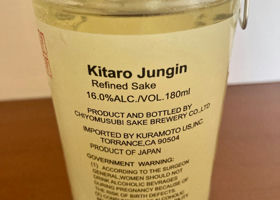 Kitaro Jungin
Refined Sake
16.0%ALC./VOL.180ml
PRODUCT AND BOTTLED BY
CHIYOMUSUBI SAKE BREWERY CO.,LTD
IMPORTED BY KURAMOTO US,INC
TORRANCE,CA 90504
PRODUCT OF JAPAN
GOVERNMENT WARNING:
(1) ACCORDING TO THE SURGEON
GENERAL,WOMEN SHOULD NOT
DRINK ALCOHOLIC BEVERAGES
DURING PREGNANCY BECAUSE OF
THE RISK OF BIRTH DEFECTS.